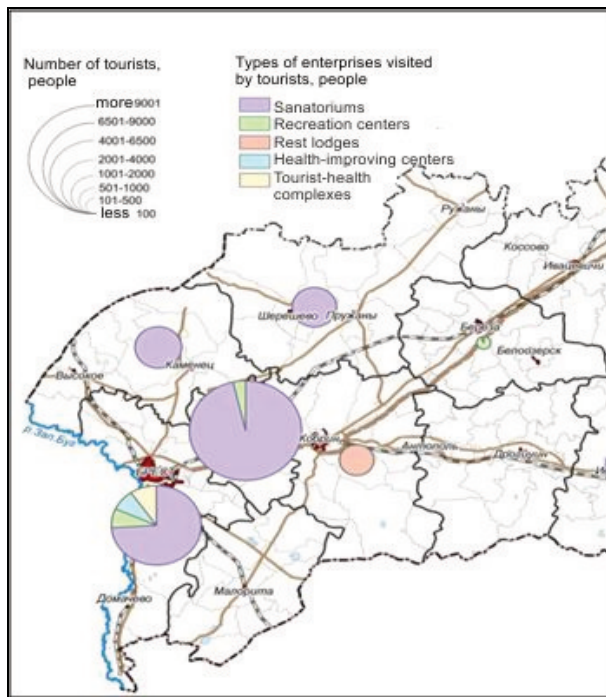 Number of tourists,
people
more 9001
6501-9000
4001-6500
2001-4000
1001-2000
501-1000
101-500
less 100
Types of enterprises visited
by tourists, people
Sanatoriums
Recreation centers
Rest lodges
Health-improving centers
Tourist-health
complexes
Ружаны
Коссово
Ивацевичи
Шерешево
Пружаны
Береза
Белоозерск
Каменец
Высокое
р.Зап.Буг
Кобрин
Антополь
Дрогичин
Малорита
Домачево